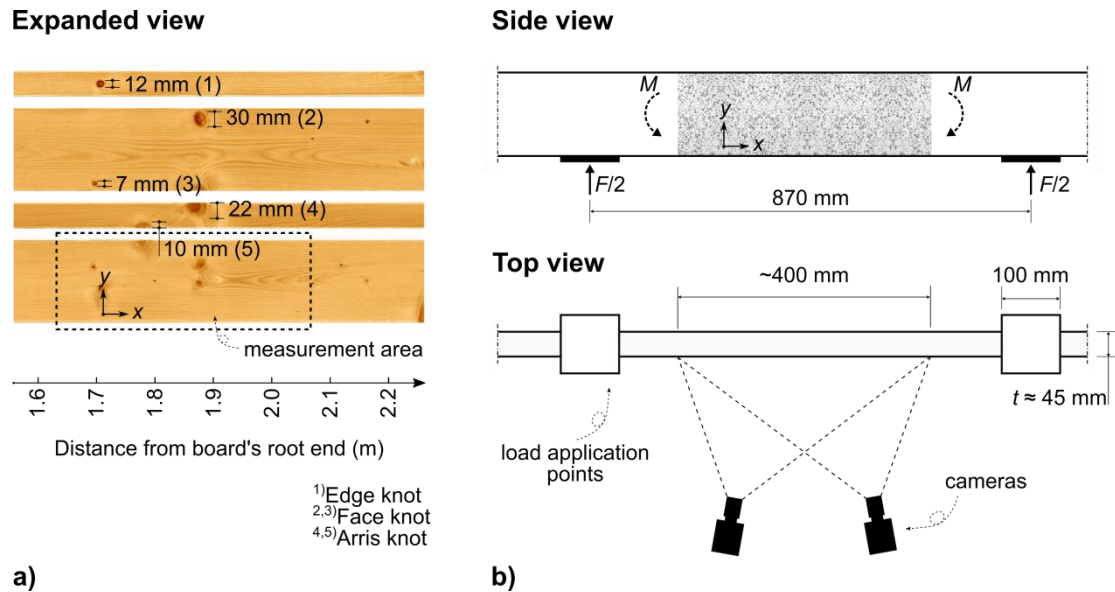 Expanded view
12 mm (1)
30 mm (2)
7 mm (3)
22 mm (4)
10 mm (5)
y
x
measurement area
1.6 1.7 1.8 1.9 2.0 2.1 2.2
Distance from board's root end (m)
1)Edge knot
2,3)Face knot
4,5)Arris knot
a)
Side view
M M
y
x
F/2 F/2
870 mm
Top view
~400 mm 100 mm
t ≈ 45 mm
load application
points
cameras
b)